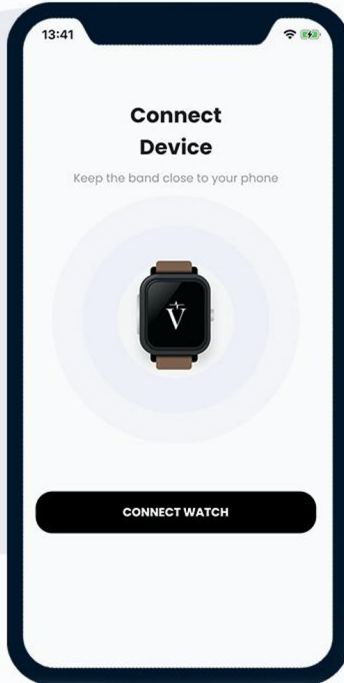 13:41
Connect
Device
Keep the band close to your phone
V
CONNECT WATCH